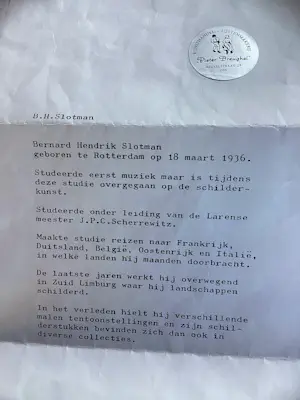 "Pieter Breughel"
B.H.Slotman
Bernard Hendrik Slotman
geboren te Rotterdam op 18 maart 1936.
Studeerde eerst muziek maar is tijdens
deze studie overgegaan op de schilder-
kunst.
Studeerde onder leiding van de Larense
meester J.P.C.Scherrewitz.
Maakte studie reizen naar Frankrijk,
Duitsland, België, Oostenrijk en Italië,
in welke landen hij maanden doorbracht.
De laatste jaren werkt hij overwegend
in Zuid Limburg waar hij landschappen
schilderd.
In het verleden hielt hij verschillende
malen tentoonstellingen en zijn schil-
derstukken bevinden zich dan ook in
diverse collecties.